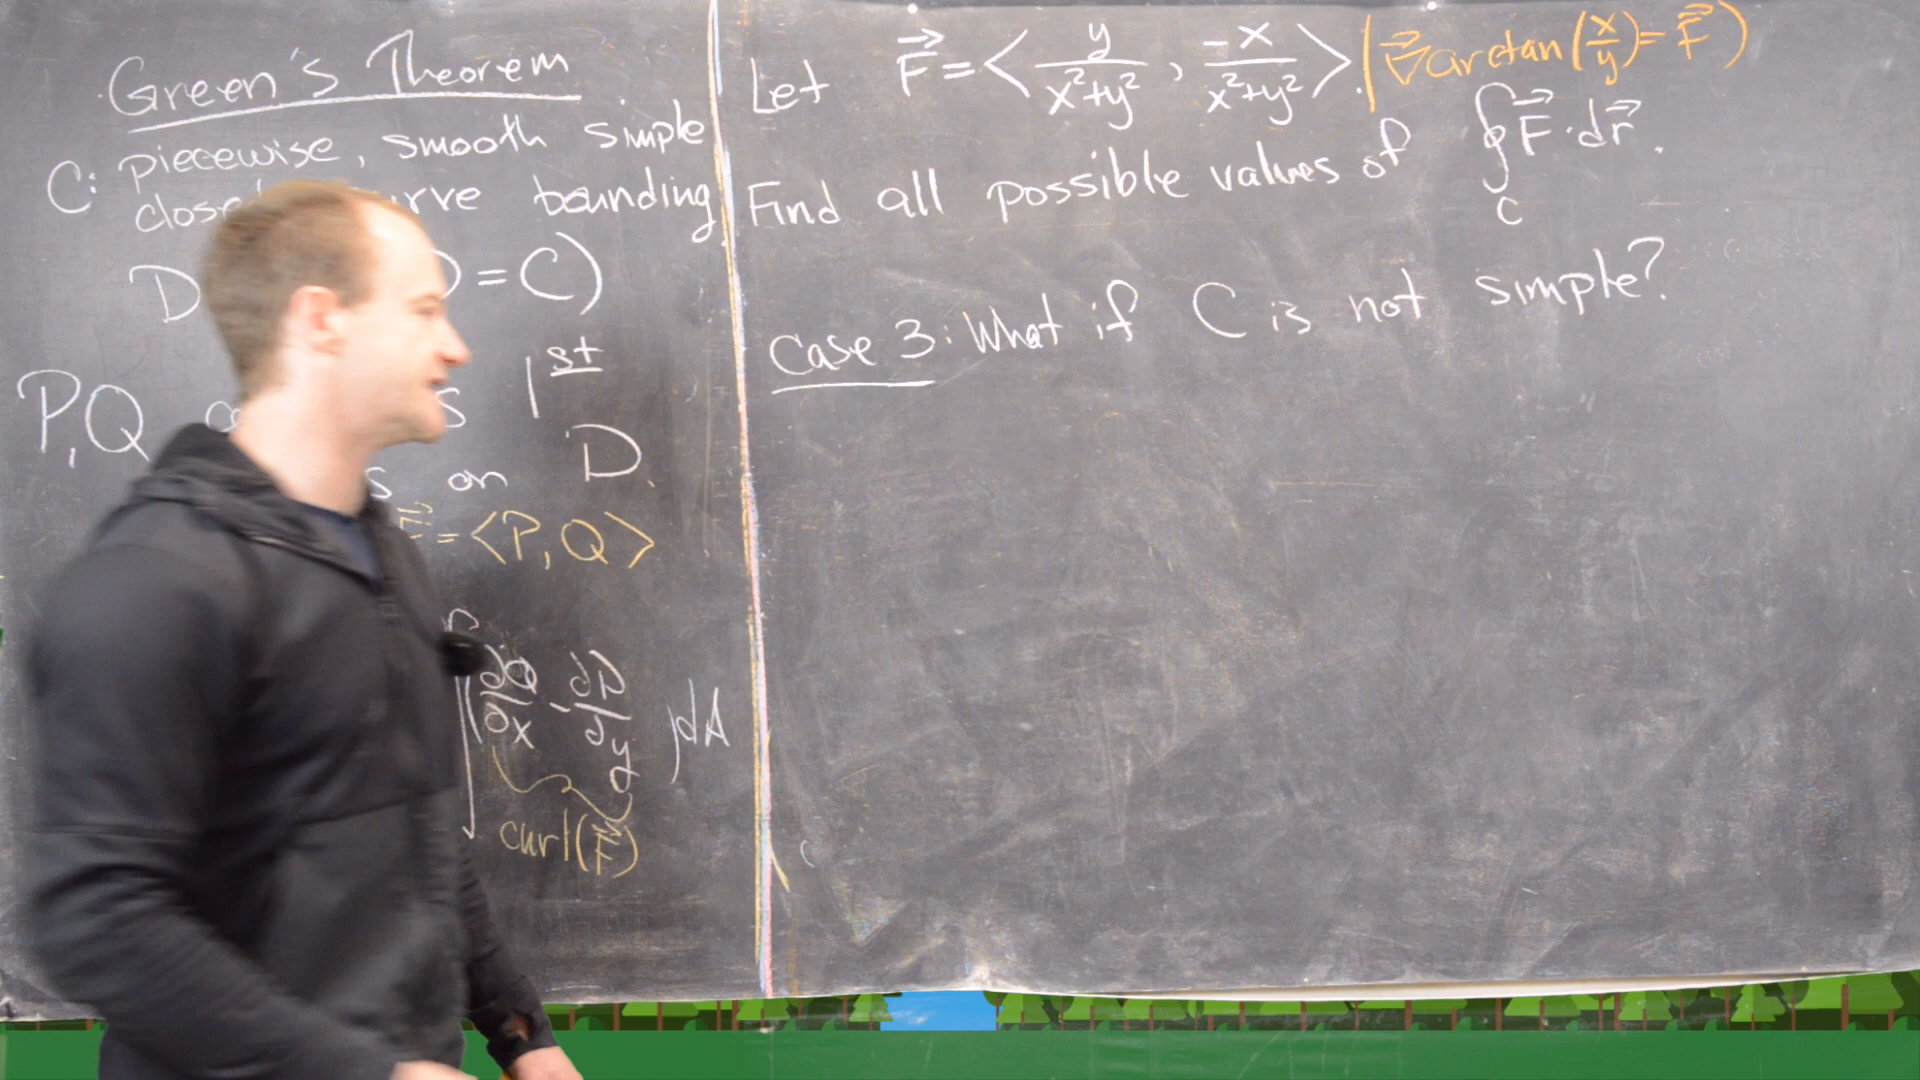 Green's Theorem
C: piecewise, smooth simple
curve bounding
D = C)
P,Q 1st
on D.
F⃗ = <P, Q>
∂Q/∂x - ∂P/∂y )dA
curl(F⃗)
Let F⃗ = < y/(x²+y²) , -x/(x²+y²) >. (∇⃗ arctan(x/y) = F⃗)
Find all possible values of ∮_C F⃗ · dr⃗.
Case 3: What if C is not simple?